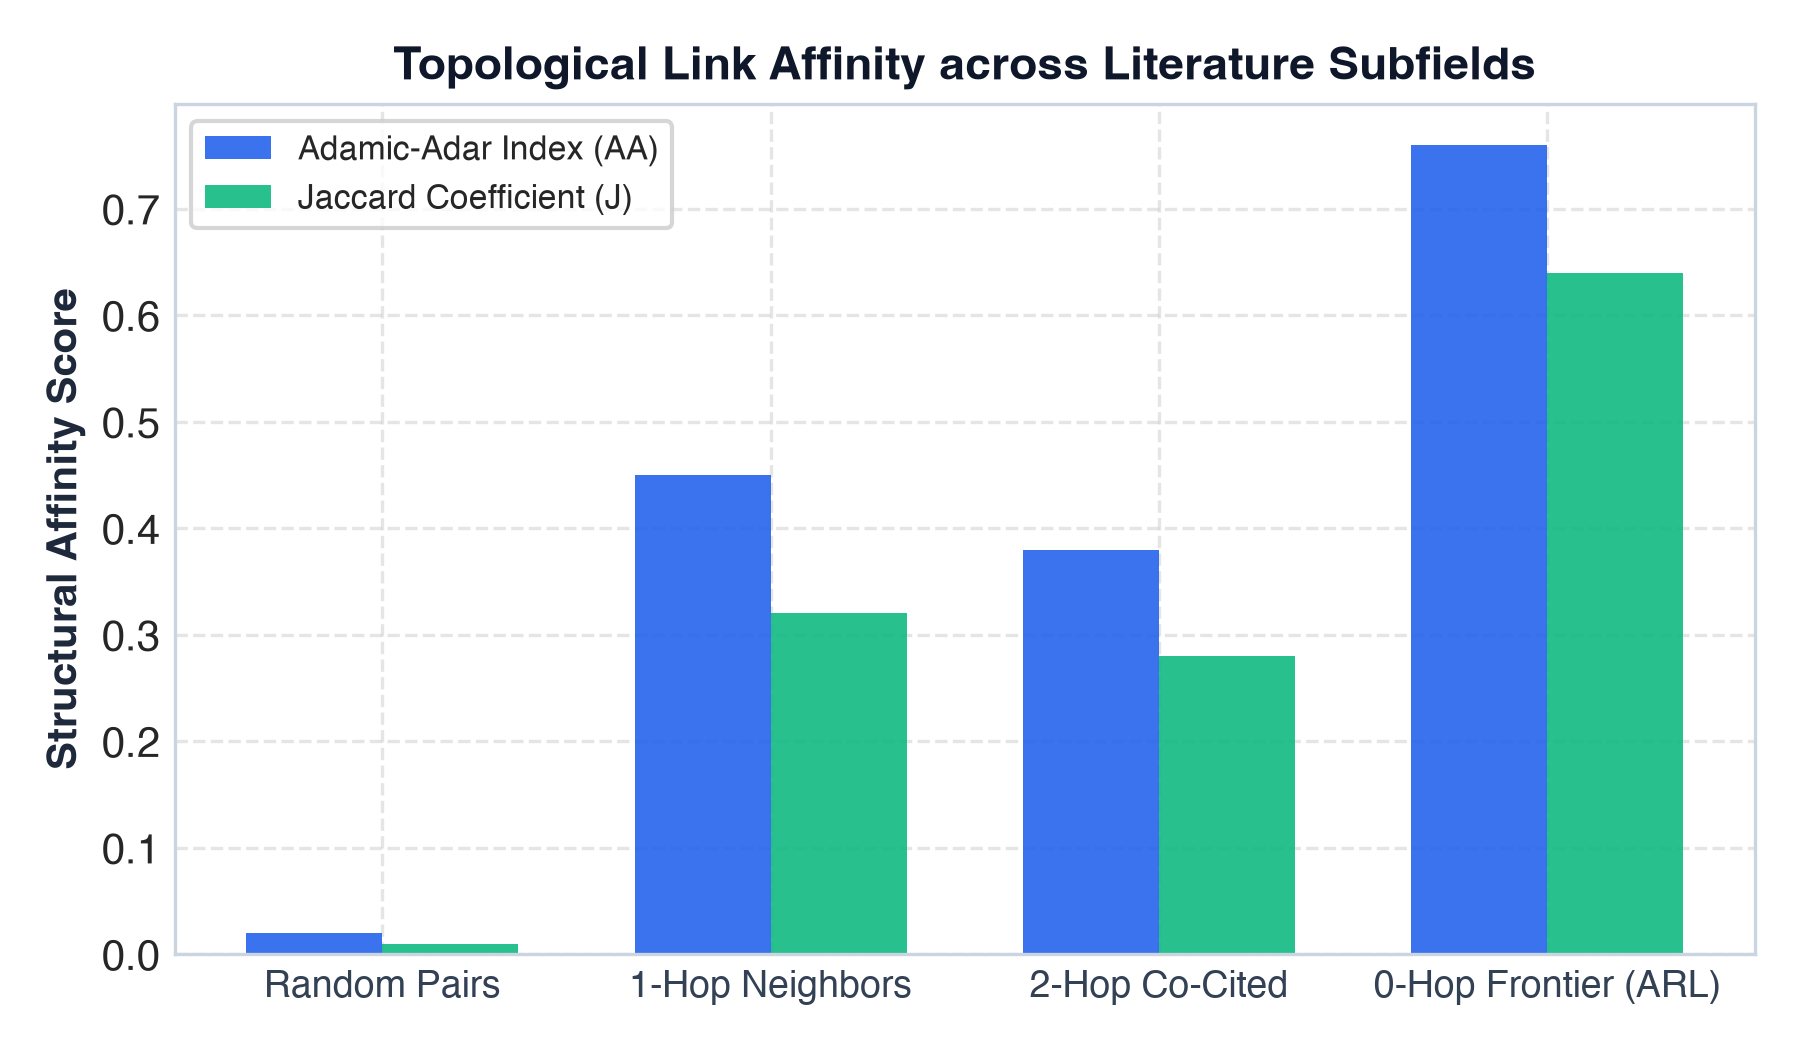 Topological Link Affinity across Literature Subfields
Adamic-Adar Index (AA)
Jaccard Coefficient (J)
Structural Affinity Score
0.7
0.6
0.5
0.4
0.3
0.2
0.1
0.0
Random Pairs
1-Hop Neighbors
2-Hop Co-Cited
0-Hop Frontier (ARL)